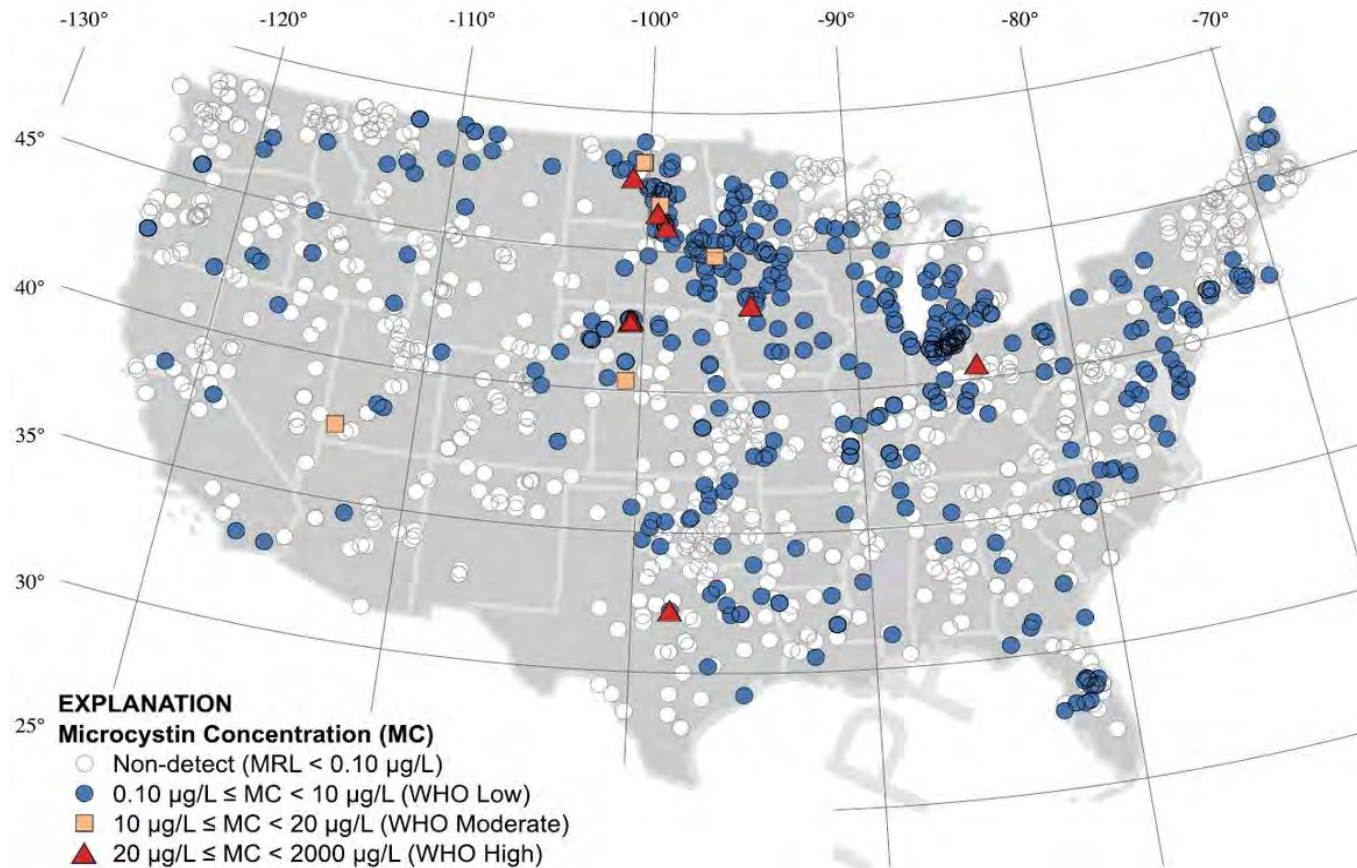 -130° -120° -110° -100° -90° -80° -70°
45°
40°
35°
30°
25°
EXPLANATION
Microcystin Concentration (MC)
Non-detect (MRL < 0.10 µg/L)
0.10 µg/L ≤ MC < 10 µg/L (WHO Low)
10 µg/L ≤ MC < 20 µg/L (WHO Moderate)
20 µg/L ≤ MC < 2000 µg/L (WHO High)